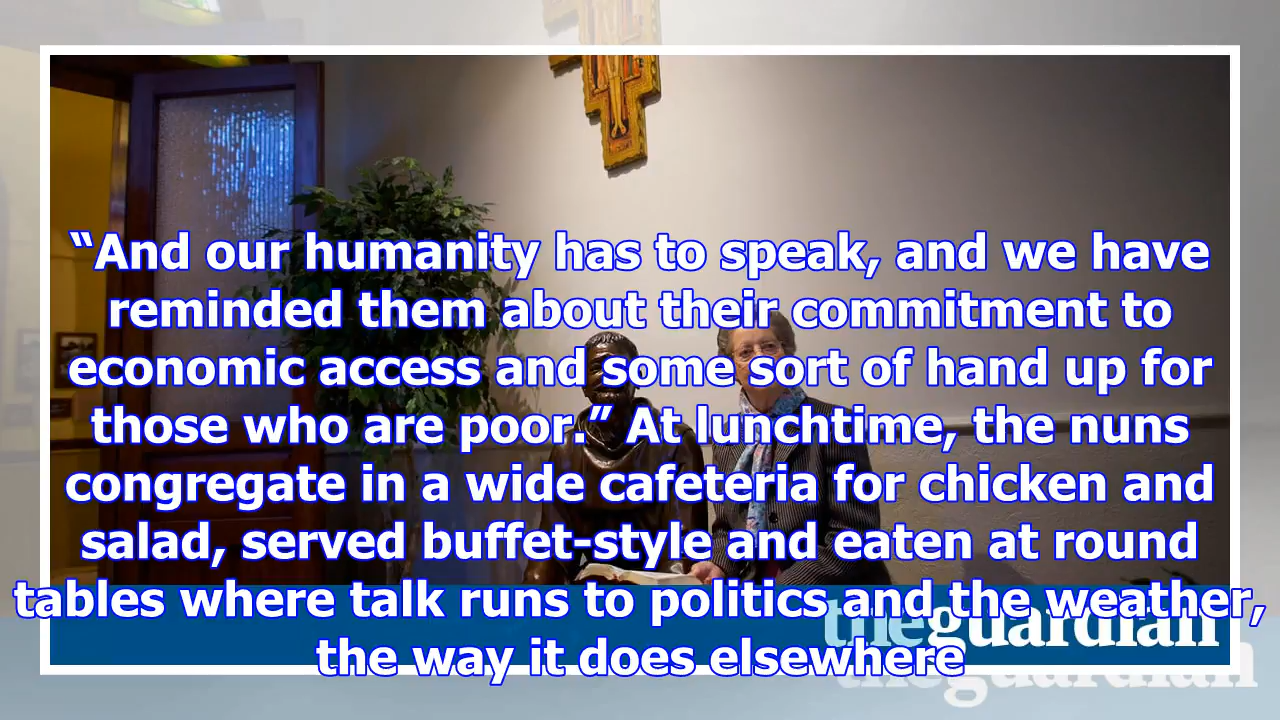 “And our humanity has to speak, and we have
reminded them about their commitment to
economic access and some sort of hand up for
those who are poor.” At lunchtime, the nuns
congregate in a wide cafeteria for chicken and
salad, served buffet-style and eaten at round
tables where talk runs to politics and the weather,
the way it does elsewhere
theguardian
theguardian